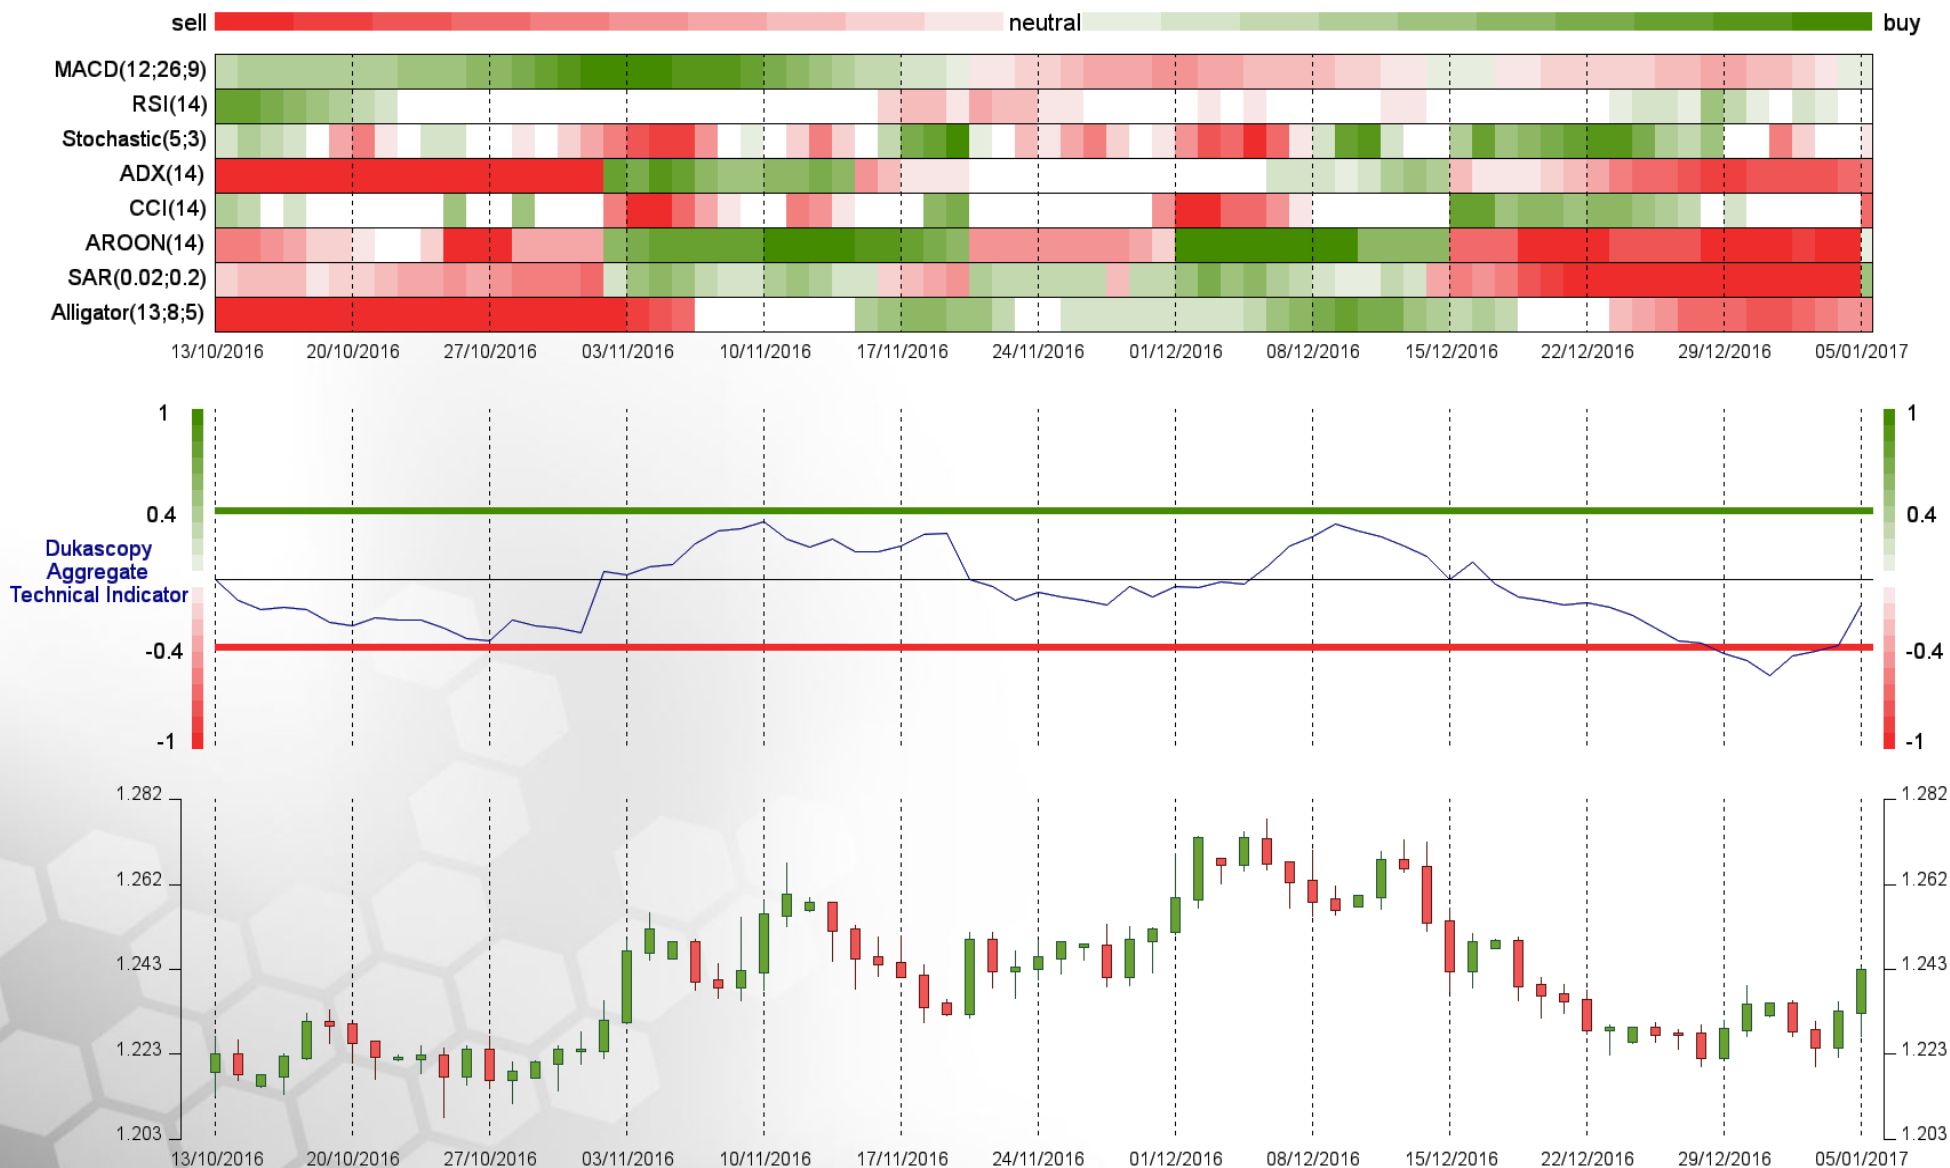 sell neutral buy
MACD(12;26;9)
RSI(14)
Stochastic(5;3)
ADX(14)
CCI(14)
AROON(14)
SAR(0.02;0.2)
Alligator(13;8;5)
13/10/2016 20/10/2016 27/10/2016 03/11/2016 10/11/2016 17/11/2016 24/11/2016 01/12/2016 08/12/2016 15/12/2016 22/12/2016 29/12/2016 05/01/2017
1 1
0.4 0.4
Dukascopy
Aggregate
Technical Indicator
-0.4 -0.4
-1 -1
1.282 1.282
1.262 1.262
1.243 1.243
1.223 1.223
1.203 1.203
13/10/2016 20/10/2016 27/10/2016 03/11/2016 10/11/2016 17/11/2016 24/11/2016 01/12/2016 08/12/2016 15/12/2016 22/12/2016 29/12/2016 05/01/2017